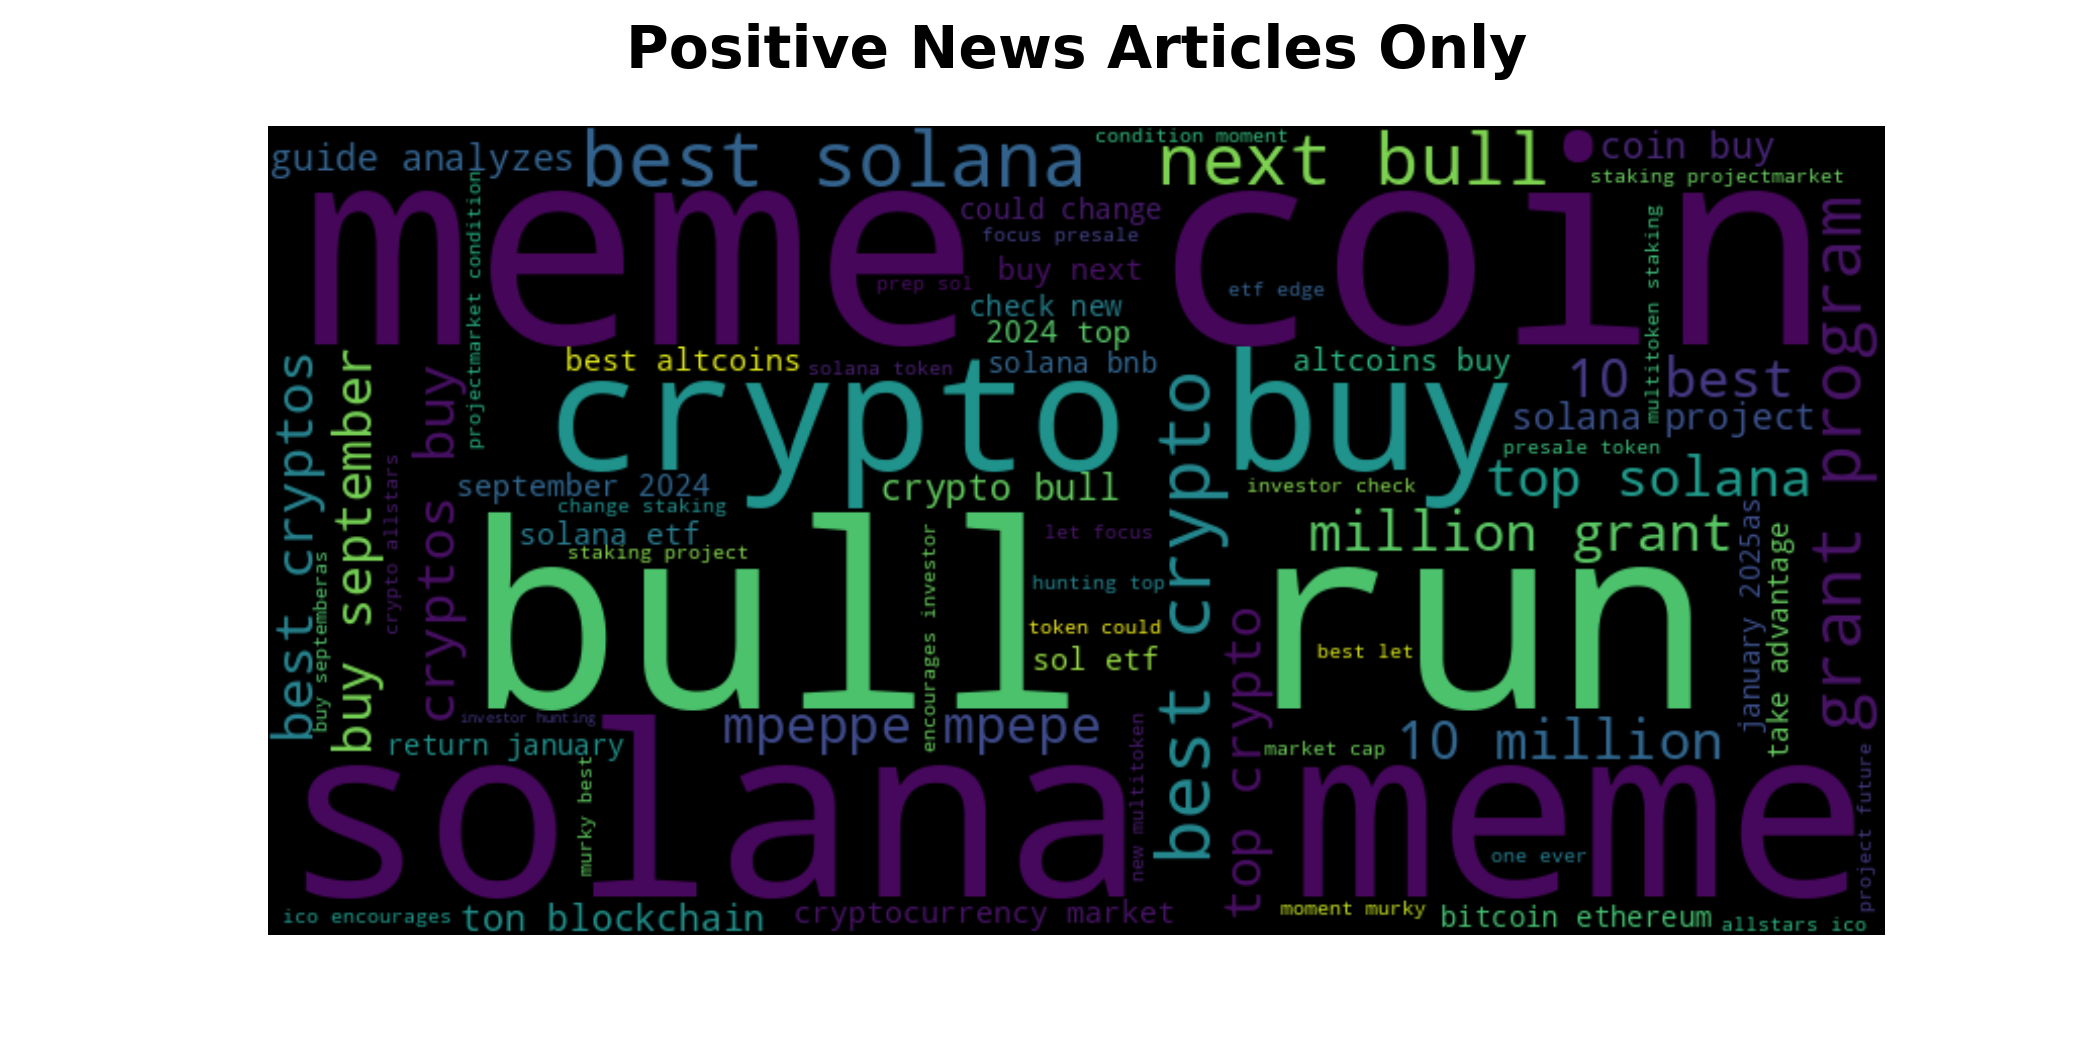 Positive News Articles Only
guide analyzes
best solana
condition moment
next bull
coin buy
staking projectmarket
meme coin
could change
focus presale
buy next
prep sol
etf edge
check new
2024 top
projectmarket condition
multitoken staking
grant program
best altcoins
solana token
solana bnb
altcoins buy
10 best
crypto buy
solana project
presale token
top solana
best cryptos
buy september
crypto allstars
cryptos buy
september 2024
change staking
crypto bull
investor check
best crypto
solana etf
staking project
let focus
million grant
january 2025as
take advantage
bull run
encourages investor
hunting top
token could
sol etf
best let
buy septemberas
investor hunting
return january
mpeppe mpepe
top crypto
market cap
10 million
solana meme
murky best
new multitoken
one ever
project future
ico encourages
ton blockchain
cryptocurrency market
moment murky
bitcoin ethereum
allstars ico